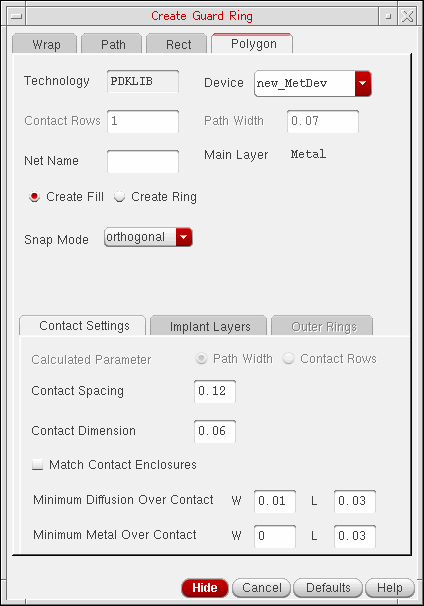 Create Guard Ring
Wrap Path Rect Polygon
Technology PDKLIB Device new_MetDev
Contact Rows 1 Path Width 0.07
Net Name Main Layer Metal
Create Fill Create Ring
Snap Mode orthogonal
Contact Settings Implant Layers Outer Rings
Calculated Parameter Path Width Contact Rows
Contact Spacing 0.12
Contact Dimension 0.06
Match Contact Enclosures
Minimum Diffusion Over Contact W 0.01 L 0.03
Minimum Metal Over Contact W 0 L 0.03
Hide Cancel Defaults Help